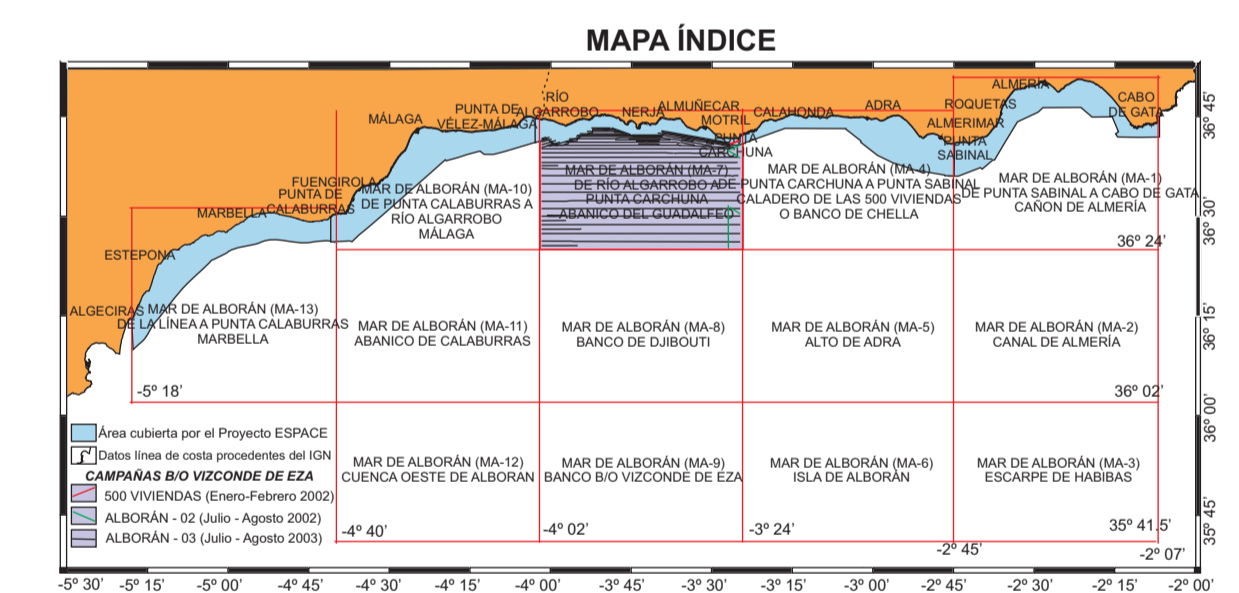 MAPA ÍNDICE
ALMERÍA
CABO
DE GATA
RÍO
ALGARROBO
NERJA
ALMUÑECAR
MOTRIL
CALAHONDA
ADRA
ROQUETAS
ALMERIMAR
PUNTA
SABINAL
PUNTA
CARCHUNA
MÁLAGA
PUNTA DE
VÉLEZ-MÁLAGA
FUENGIROLA
PUNTA DE
CALABURRAS
MARBELLA
ESTEPONA
ALGECIRAS
MAR DE ALBORÁN (MA-10)
DE PUNTA CALABURRAS A
RÍO ALGARROBO
MÁLAGA
MAR DE ALBORÁN (MA-7)
DE RÍO ALGARROBO A
PUNTA CARCHUNA
ABANICO DEL GUADALFEO
MAR DE ALBORÁN (MA-4)
DE PUNTA CARCHUNA A PUNTA SABINAL
CALADERO DE LAS 500 VIVIENDAS
O BANCO DE CHELLA
MAR DE ALBORÁN (MA-1)
DE PUNTA SABINAL A CABO DE GATA
CAÑON DE ALMERÍA
36º 24'
MAR DE ALBORÁN (MA-13)
DE LA LÍNEA A PUNTA CALABURRAS
MARBELLA
MAR DE ALBORÁN (MA-11)
ABANICO DE CALABURRAS
MAR DE ALBORÁN (MA-8)
BANCO DE DJIBOUTI
MAR DE ALBORÁN (MA-5)
ALTO DE ADRA
MAR DE ALBORÁN (MA-2)
CANAL DE ALMERÍA
-5º 18'
36º 02'
MAR DE ALBORÁN (MA-12)
CUENCA OESTE DE ALBORAN
MAR DE ALBORÁN (MA-9)
BANCO B/O VIZCONDE DE EZA
MAR DE ALBORÁN (MA-6)
ISLA DE ALBORÁN
MAR DE ALBORÁN (MA-3)
ESCARPE DE HABIBAS
-4º 40'
-4º 02'
-3º 24'
35º 41.5'
-2º 45'
-2º 07'
Área cubierta por el Proyecto ESPACE
Datos línea de costa procedentes del IGN
CAMPAÑAS B/O VIZCONDE DE EZA
500 VIVIENDAS (Enero-Febrero 2002)
ALBORÁN - 02 (Julio - Agosto 2002)
ALBORÁN - 03 (Julio - Agosto 2003)
36º 45'
36º 30'
36º 15'
36º 00'
35º 45'
-5º 30' -5º 15' -5º 00' -4º 45' -4º 30' -4º 15' -4º 00' -3º 45' -3º 30' -3º 15' -3º 00' -2º 45' -2º 30' -2º 15' -2º 00'